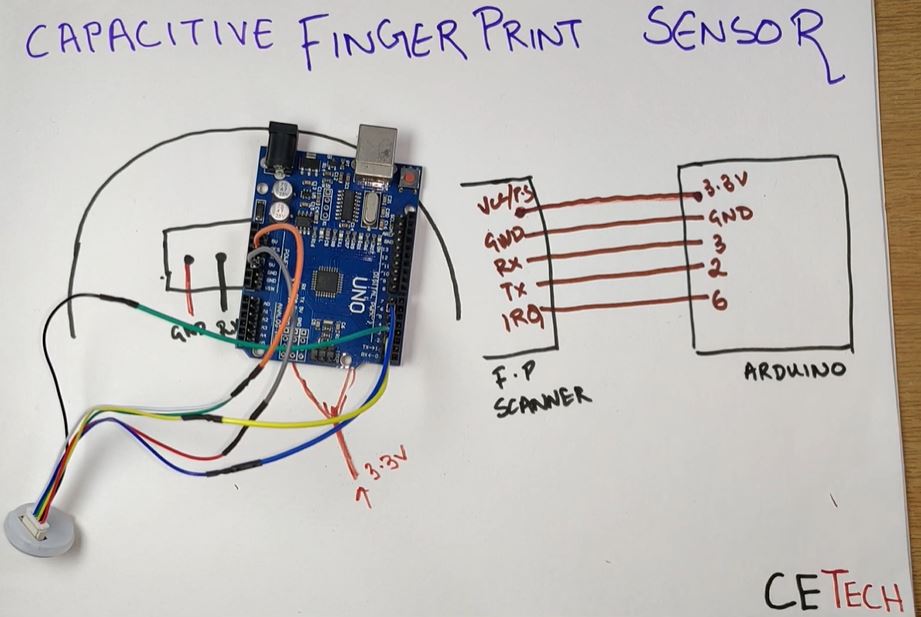 CAPACITIVE FINGER PRINT SENSOR
3.3V
GND
3
2
6
GND
RX
TX
IRQ
F.P
SCANNER
ARDUINO
GND RX
UNO
3.3V
CETECH